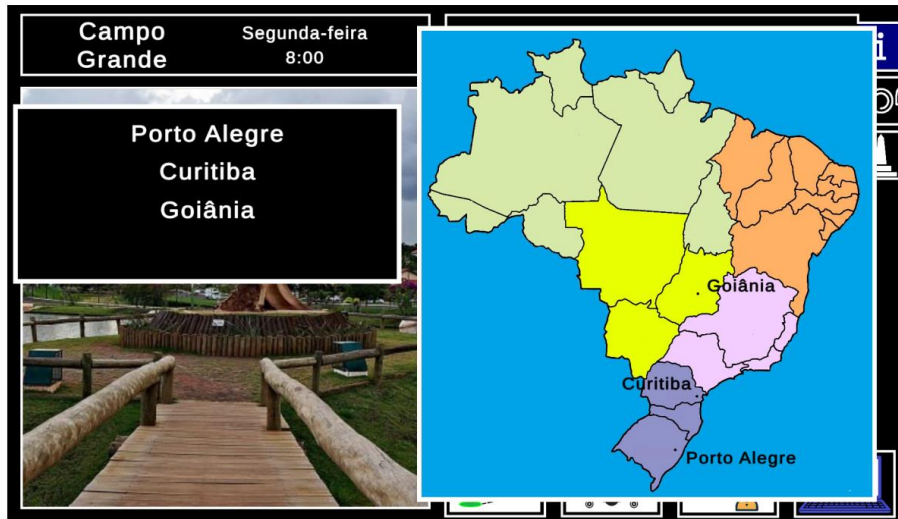 Campo
Grande
Segunda-feira
8:00
i
Porto Alegre
Curitiba
Goiânia
Goiânia
Curitiba
Porto Alegre